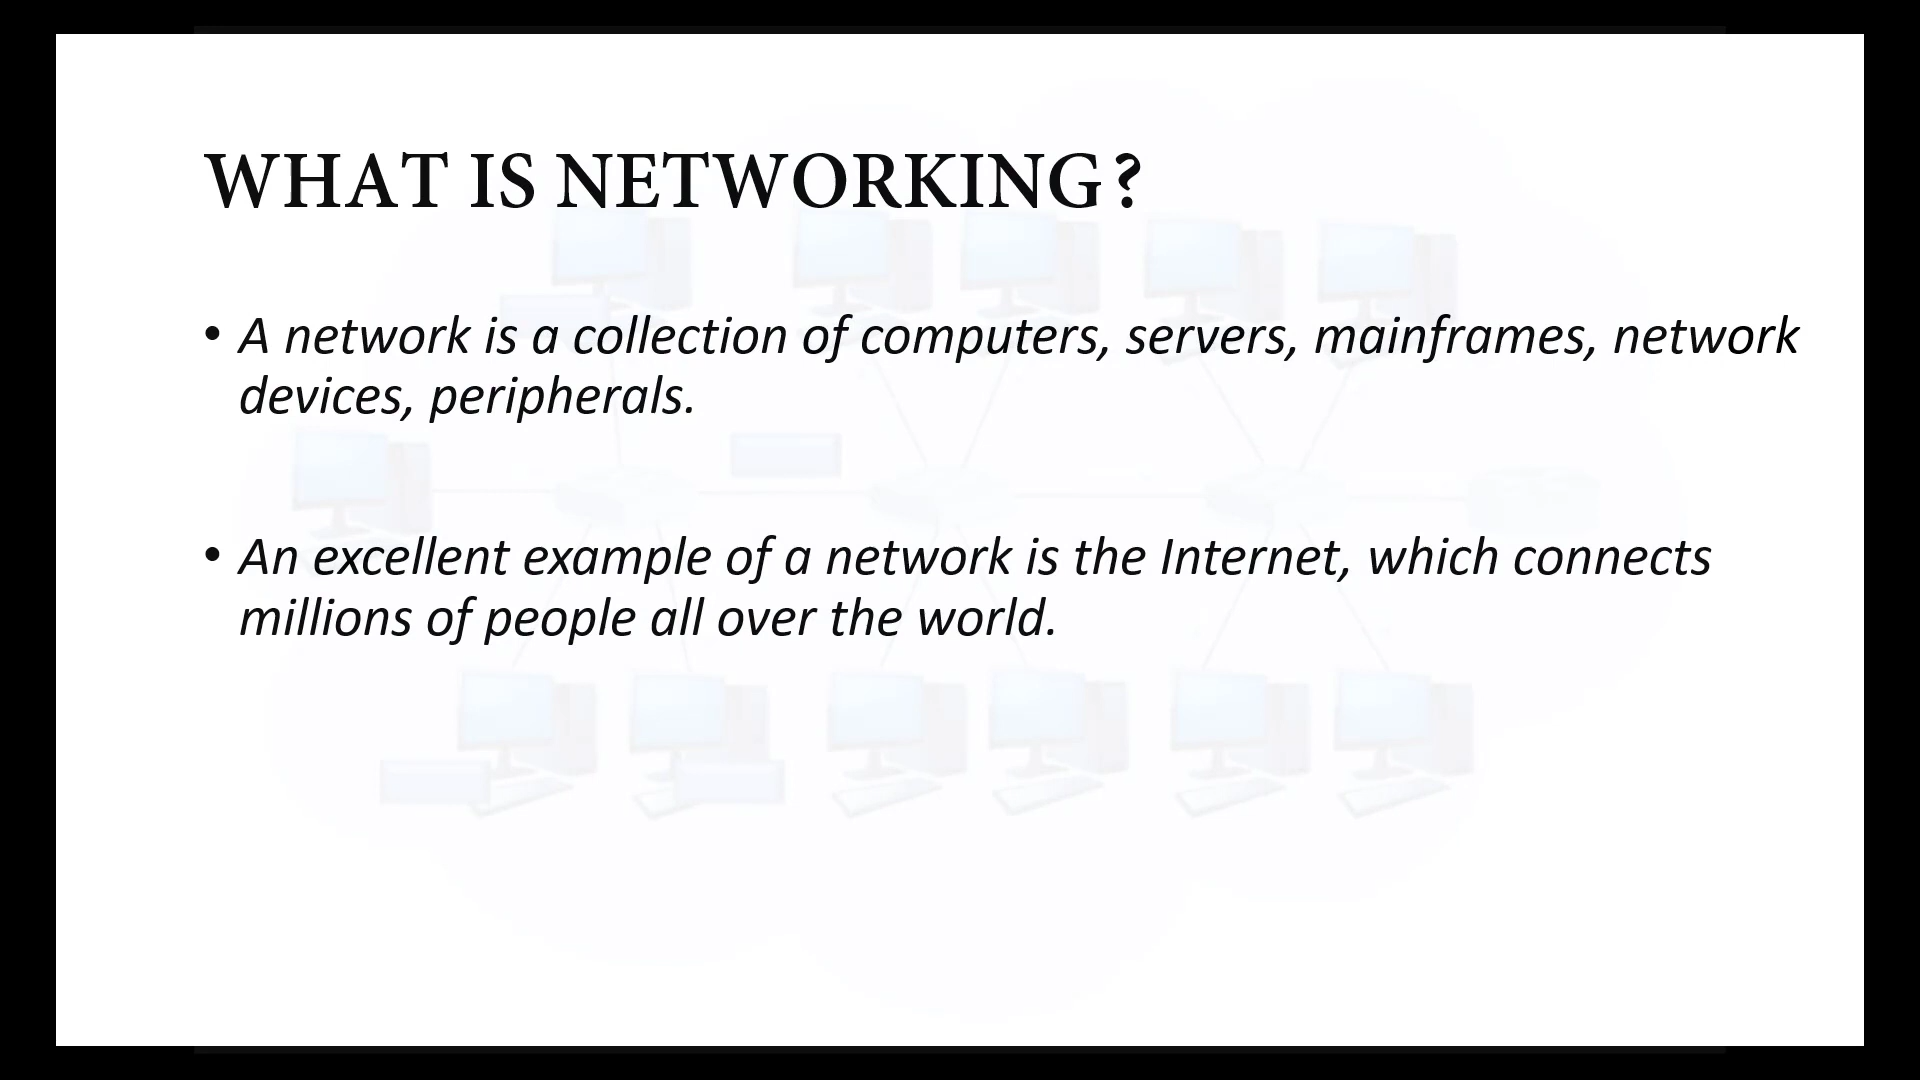 WHAT IS NETWORKING?
• A network is a collection of computers, servers, mainframes, network
devices, peripherals.
• An excellent example of a network is the Internet, which connects
millions of people all over the world.